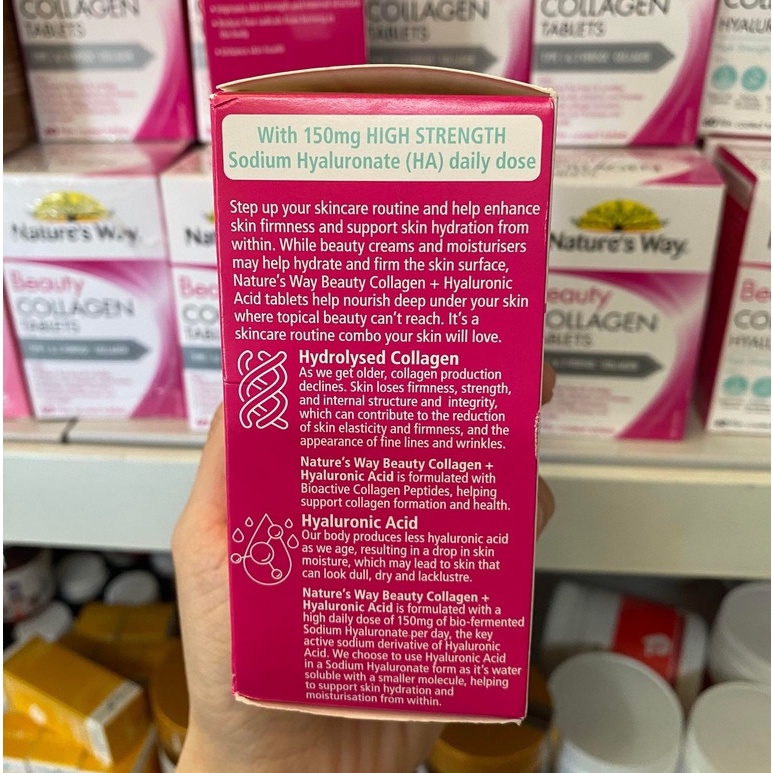 COLLAGEN
TABLETS
COLLAGEN
TABLETS
COLLAGEN
TABLETS
With 150mg HIGH STRENGTH
Sodium Hyaluronate (HA) daily dose
Step up your skincare routine and help enhance
skin firmness and support skin hydration from
within. While beauty creams and moisturisers
may help hydrate and firm the skin surface,
Nature's Way Beauty Collagen + Hyaluronic
Acid tablets help nourish deep under your skin
where topical beauty can't reach. It's a
skincare routine combo your skin will love.
Hydrolysed Collagen
As we get older, collagen production
declines. Skin loses firmness, strength,
and internal structure and integrity,
which can contribute to the reduction
of skin elasticity and firmness, and the
appearance of fine lines and wrinkles.
Nature's Way Beauty Collagen +
Hyaluronic Acid is formulated with
Bioactive Collagen Peptides, helping
support collagen formation and health.
Hyaluronic Acid
Our body produces less hyaluronic acid
as we age, resulting in a drop in skin
moisture, which may lead to skin that
can look dull, dry and lacklustre.
Nature's Way Beauty Collagen +
Hyaluronic Acid is formulated with a
high daily dose of 150mg of bio-fermented
Sodium Hyaluronate per day, the key
active sodium derivative of Hyaluronic
Acid. We choose to use Hyaluronic Acid
in a Sodium Hyaluronate form as it's water
soluble with a smaller molecule, helping
to support skin hydration and
moisturisation from within.
Nature's Way
Beauty
COLLAGEN
TABLETS
Nature's Way
eauty
OLLAGEN
BLETS